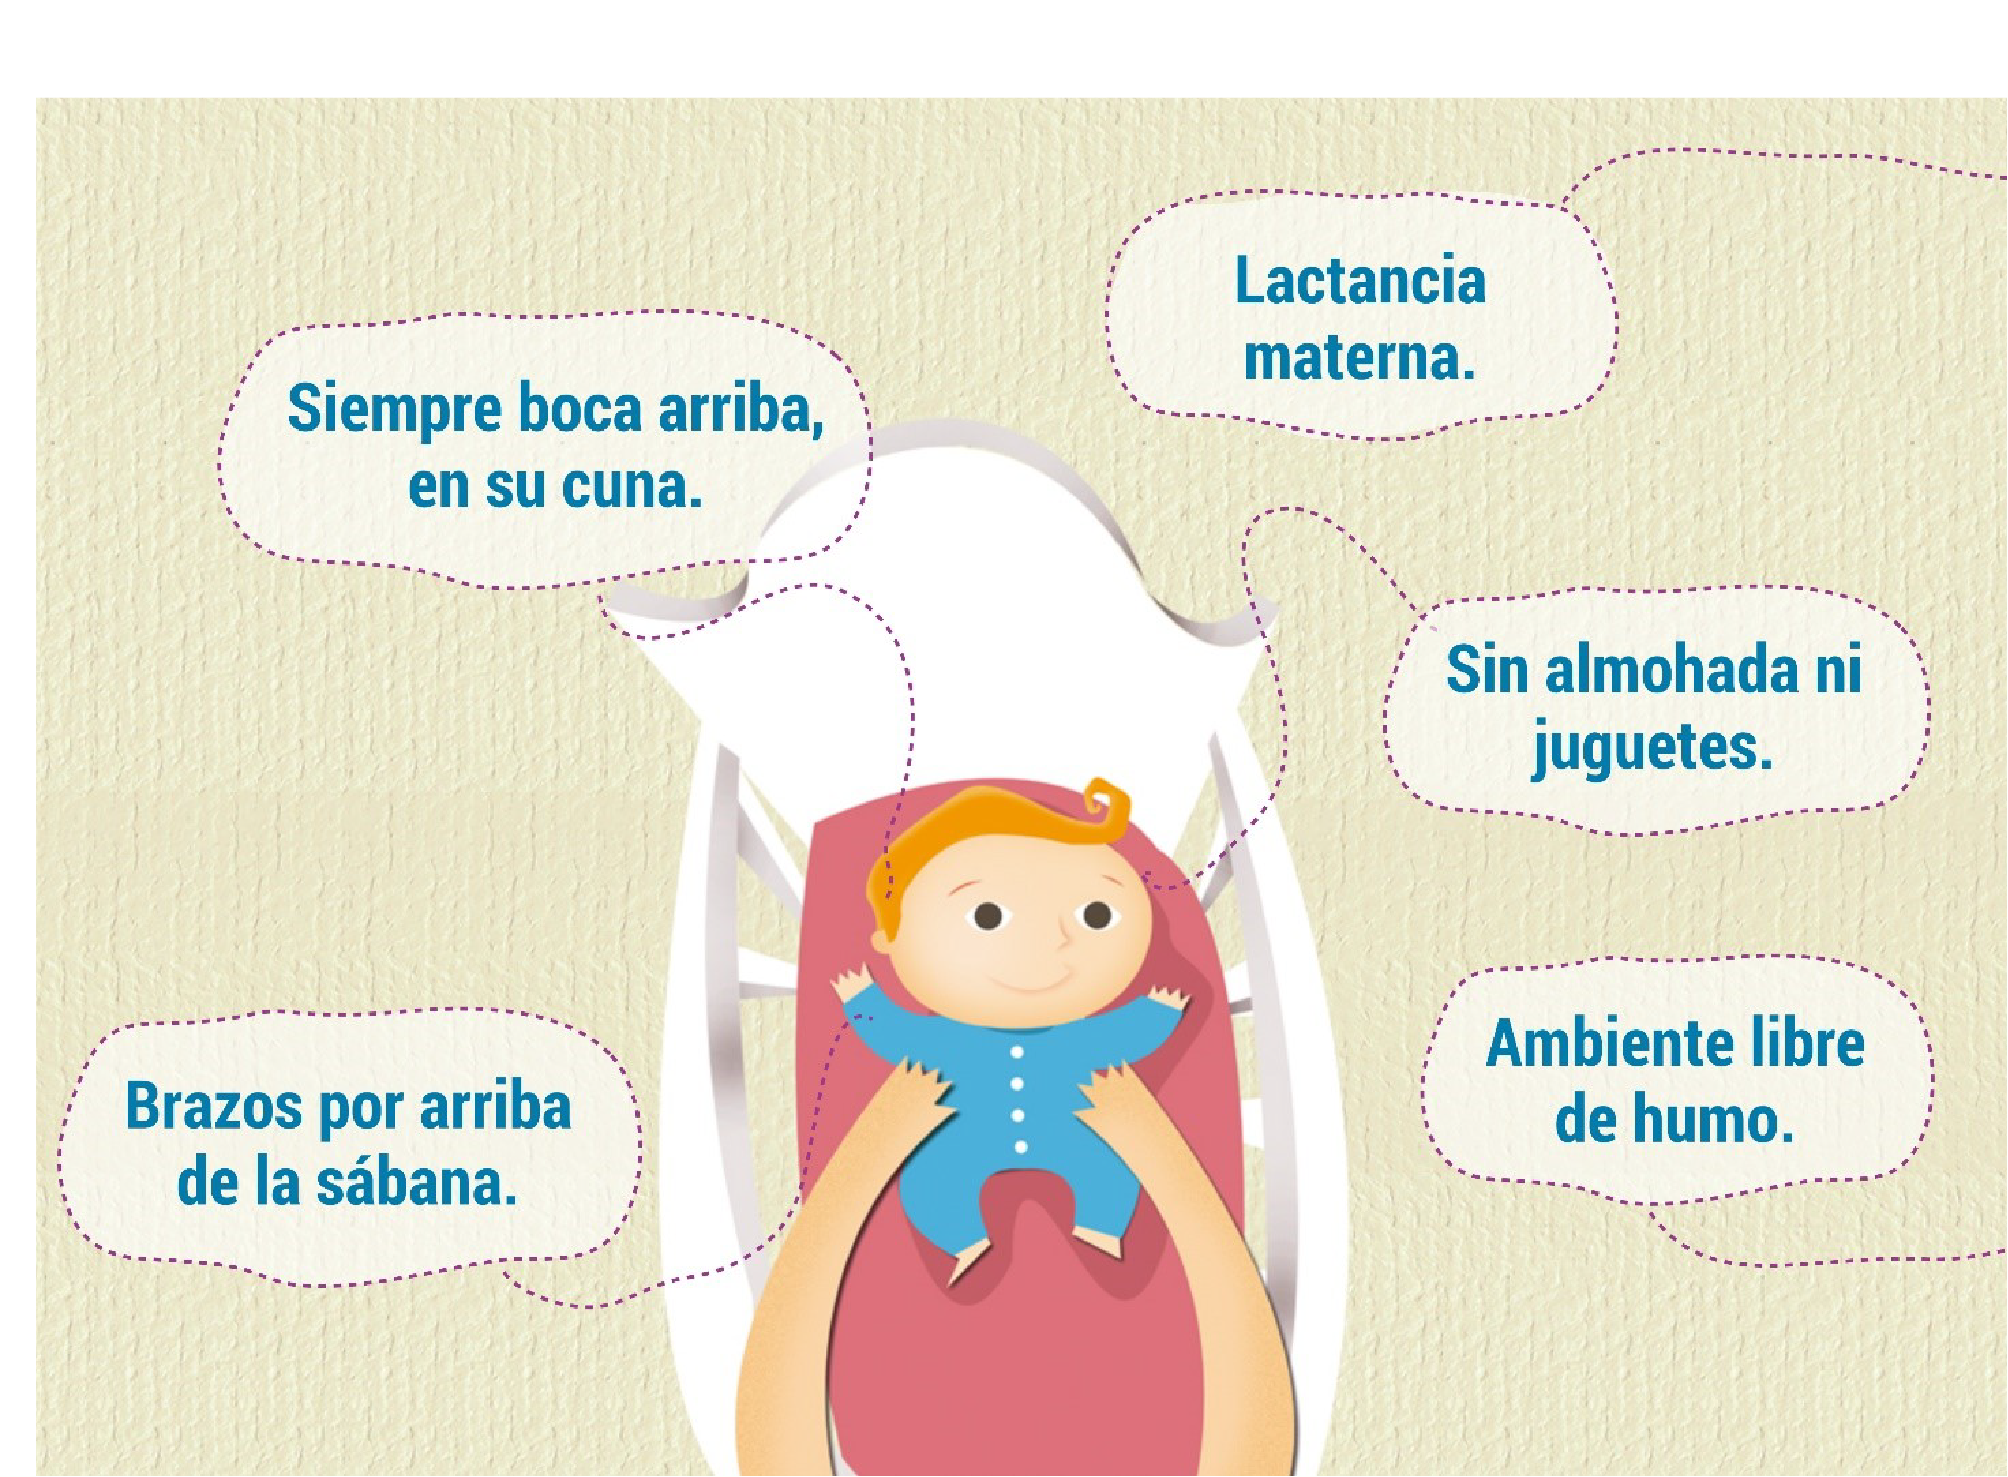 Lactancia
materna.
Siempre boca arriba,
en su cuna.
Sin almohada ni
juguetes.
Ambiente libre
de humo.
Brazos por arriba
de la sábana.